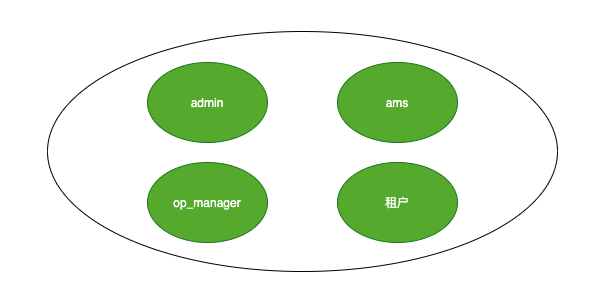 admin
ams
op_manager
租户